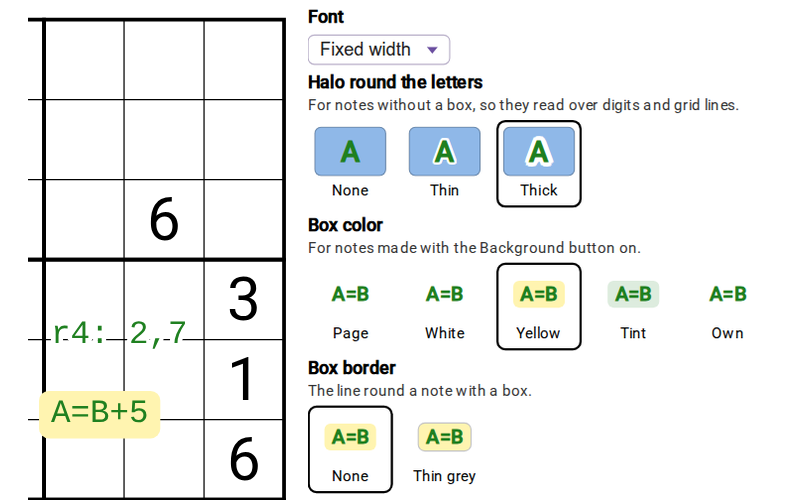 6
3
r4: 2,7
1
A=B+5
6
Font
Fixed width
Halo round the letters
For notes without a box, so they read over digits and grid lines.
A A A
None Thin Thick
Box color
For notes made with the Background button on.
A=B A=B A=B A=B A=B
Page White Yellow Tint Own
Box border
The line round a note with a box.
A=B A=B
None Thin grey